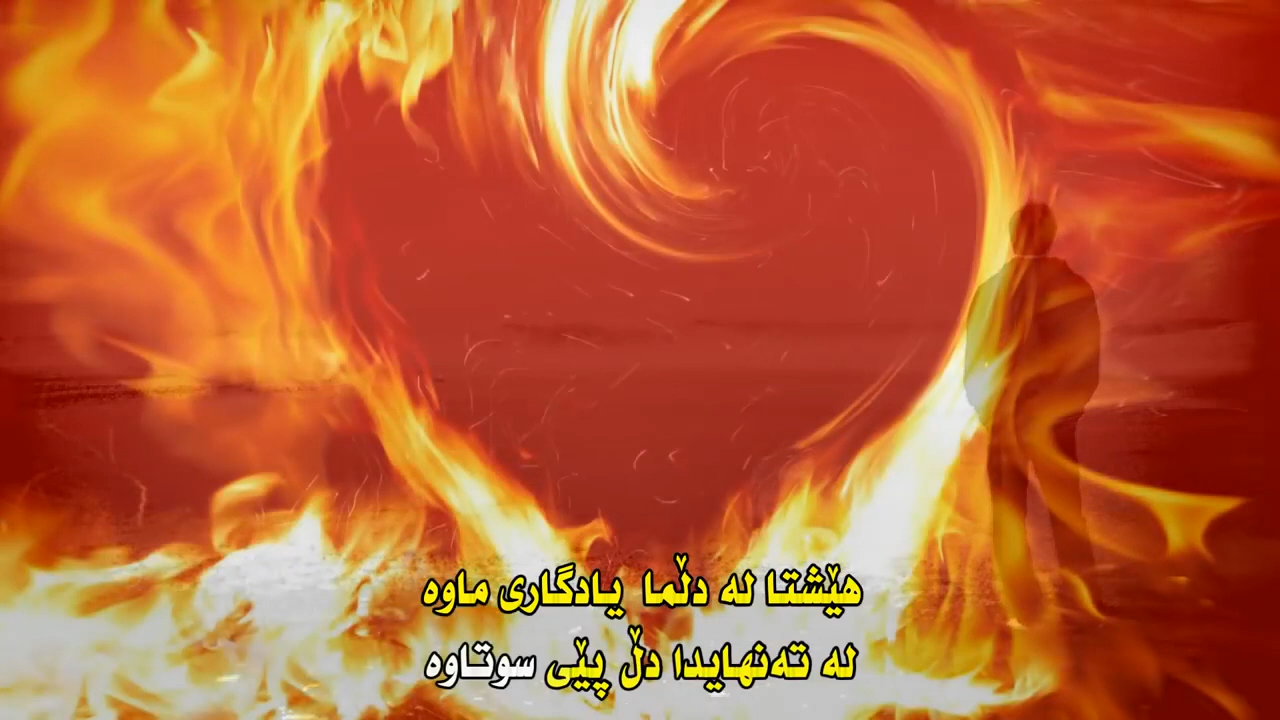 هێشتا لە دڵما یادگاری ماوە
لە تەنهایدا دڵ پێی سوتاوە